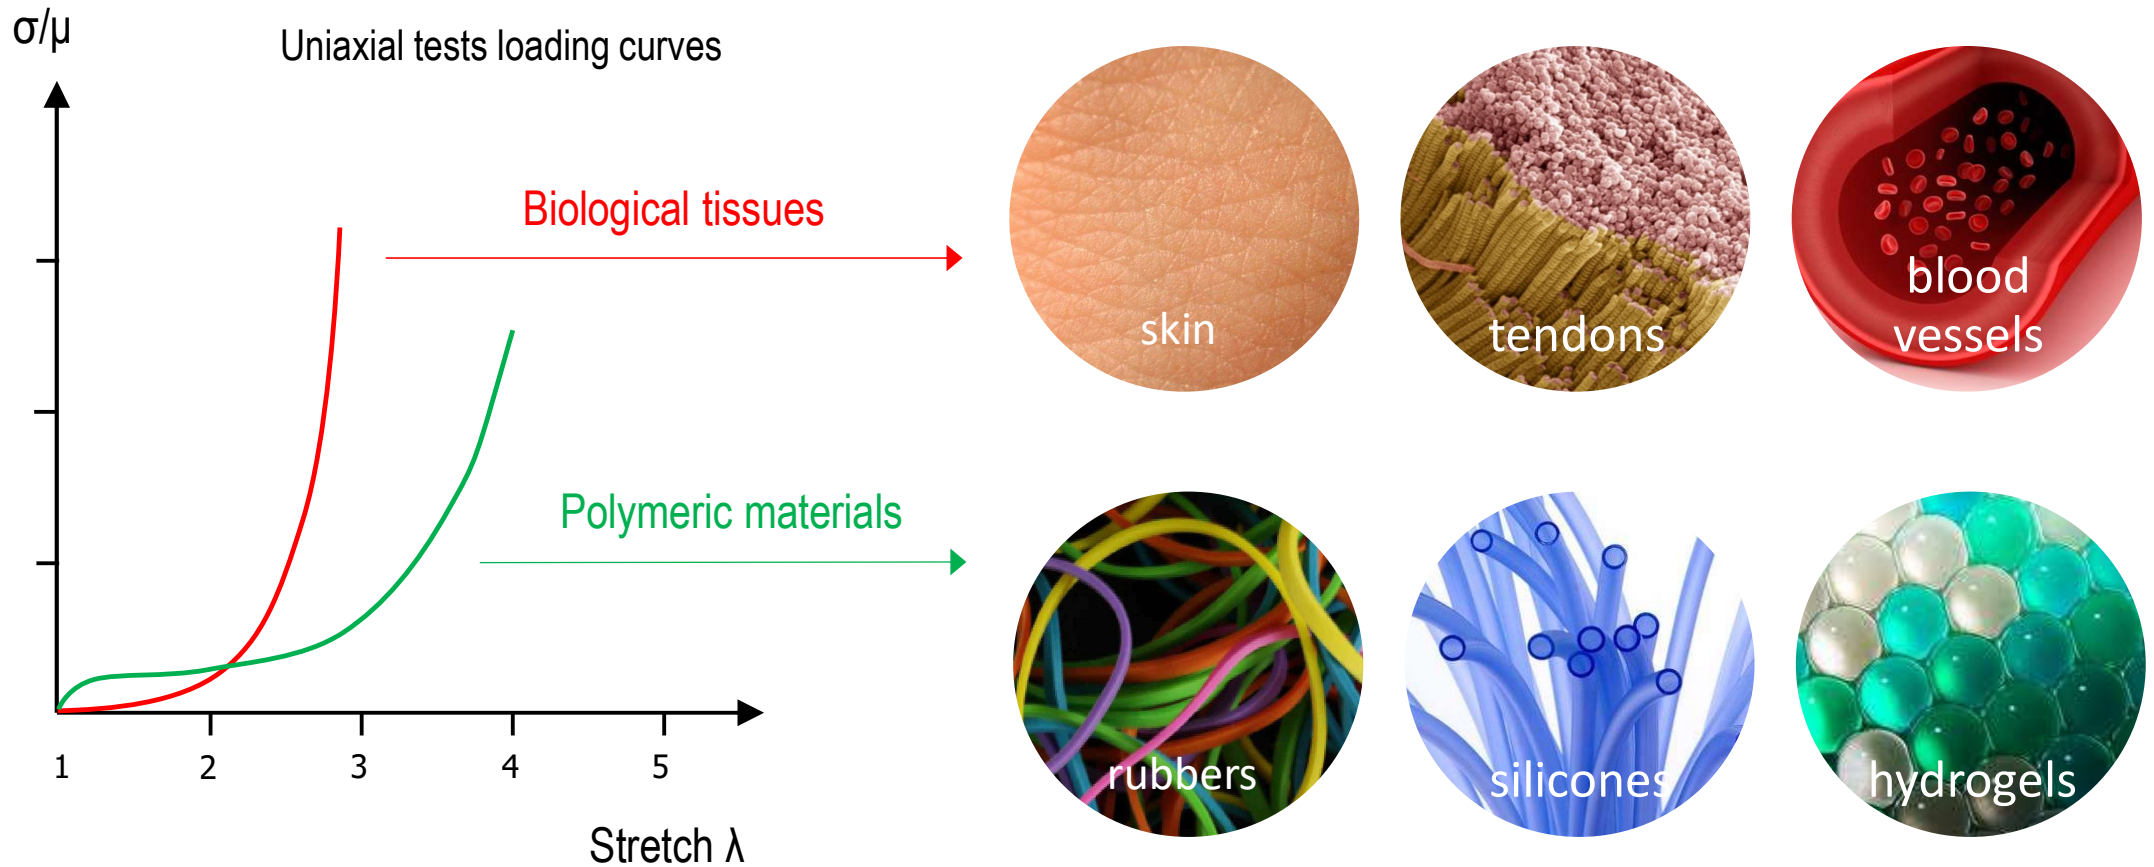 σ/μ
Uniaxial tests loading curves
Biological tissues
skin
tendons
blood
vessels
Polymeric materials
rubbers
silicones
hydrogels
1 2 3 4 5
Stretch λ